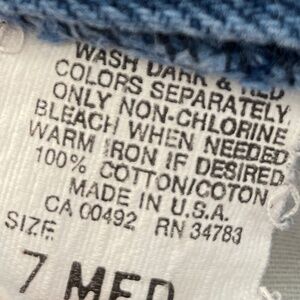 WASH DARK & RED
COLORS SEPARATELY
ONLY NON-CHLORINE
BLEACH WHEN NEEDED
WARM IRON IF DESIRED
100% COTTON/COTON
MADE IN U.S.A.
CA 00492 RN 34783
SIZE
7 MED